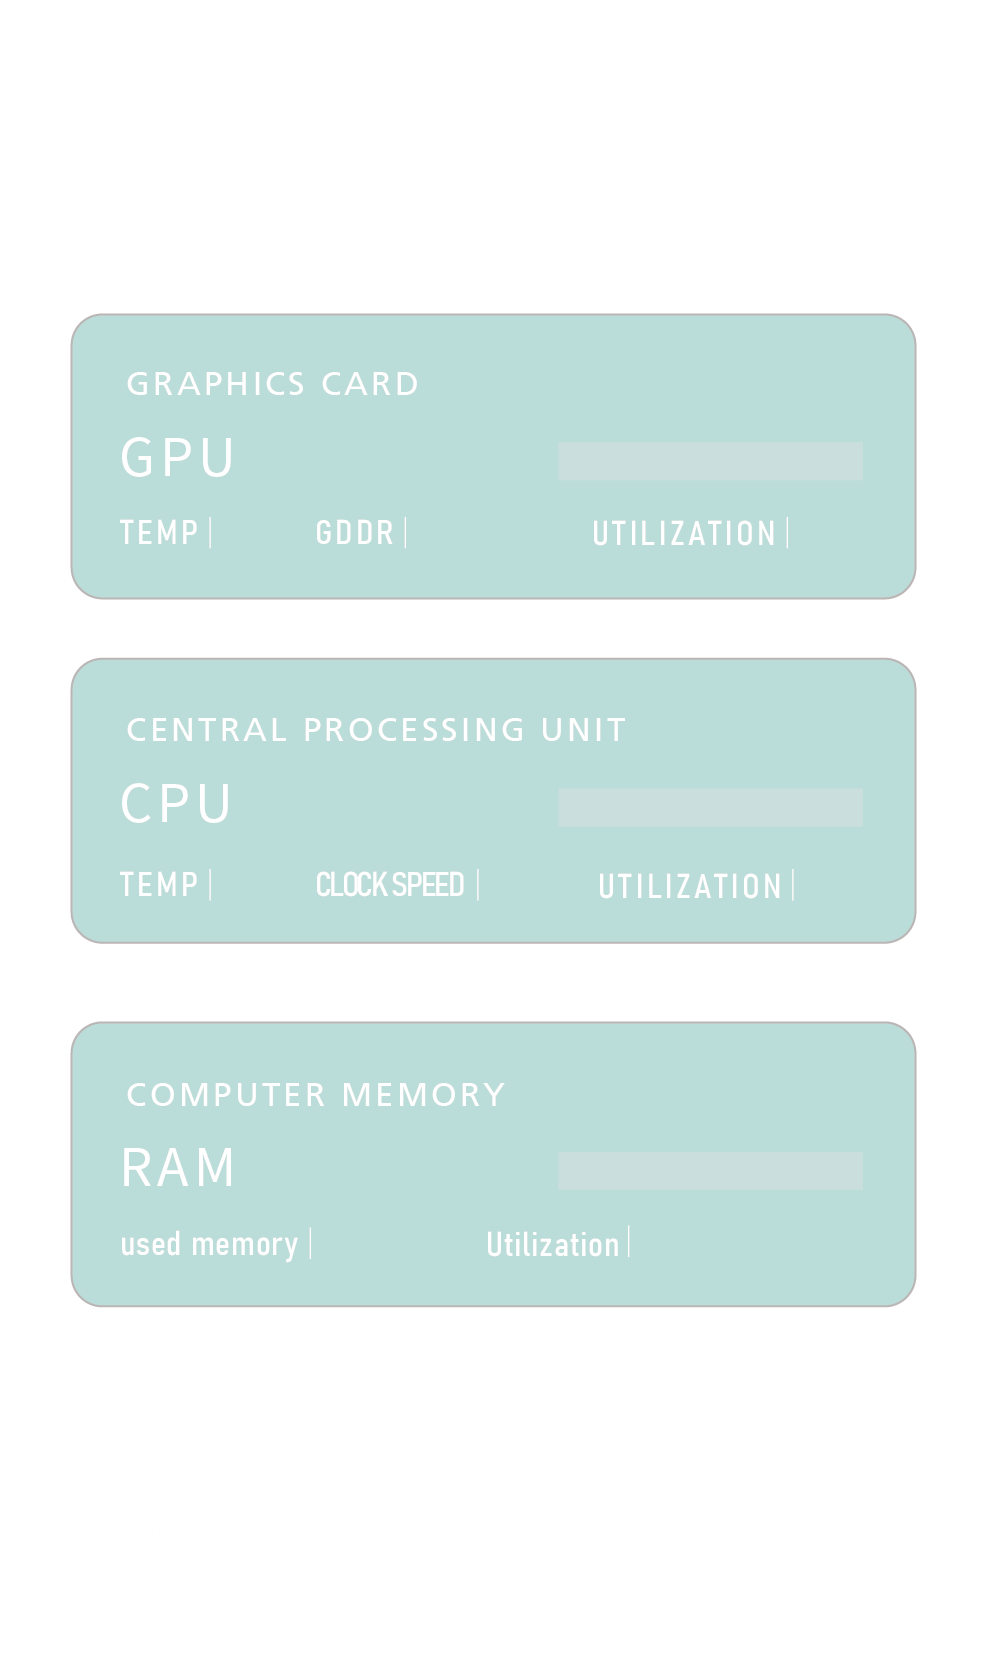 GRAPHICS CARD
GPU
TEMP GDDR UTILIZATION
CENTRAL PROCESSING UNIT
CPU
TEMP CLOCK SPEED UTILIZATION
COMPUTER MEMORY
RAM
used memory Utilization